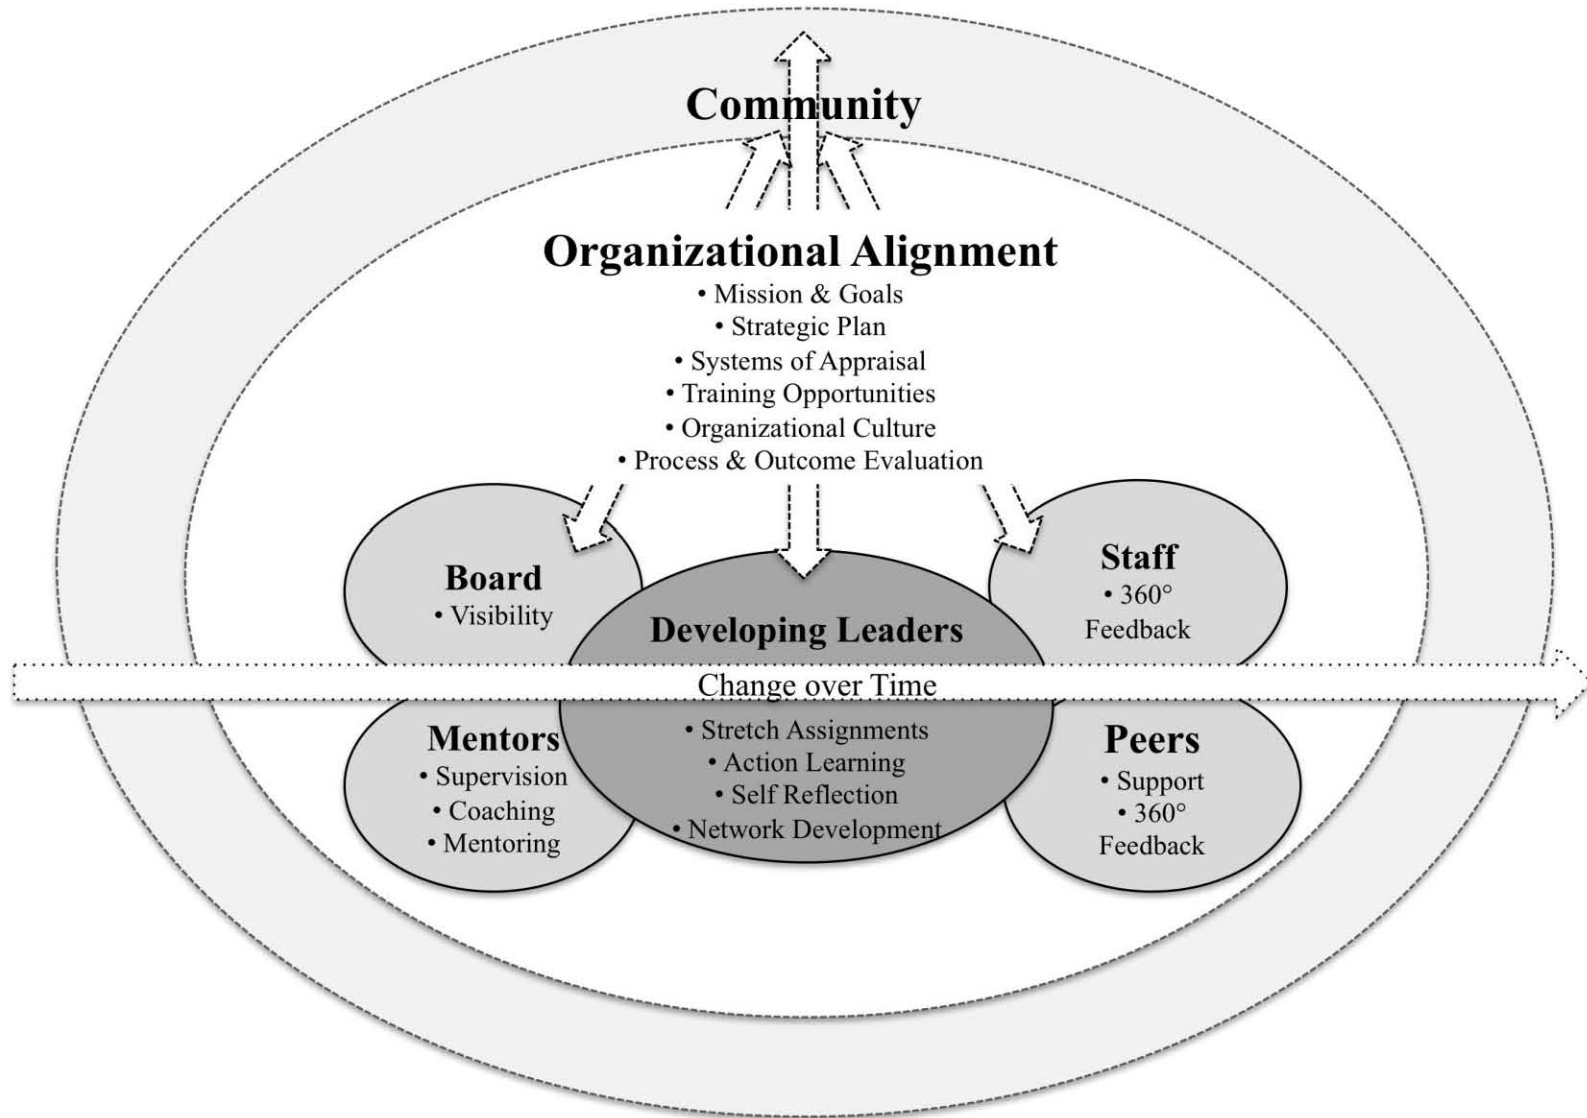 Community
Organizational Alignment
• Mission & Goals
• Strategic Plan
• Systems of Appraisal
• Training Opportunities
• Organizational Culture
• Process & Outcome Evaluation
Board
• Visibility
Staff
• 360°
Feedback
Developing Leaders
Change over Time
Mentors
• Supervision
• Coaching
• Mentoring
• Stretch Assignments
• Action Learning
• Self Reflection
• Network Development
Peers
• Support
• 360°
Feedback